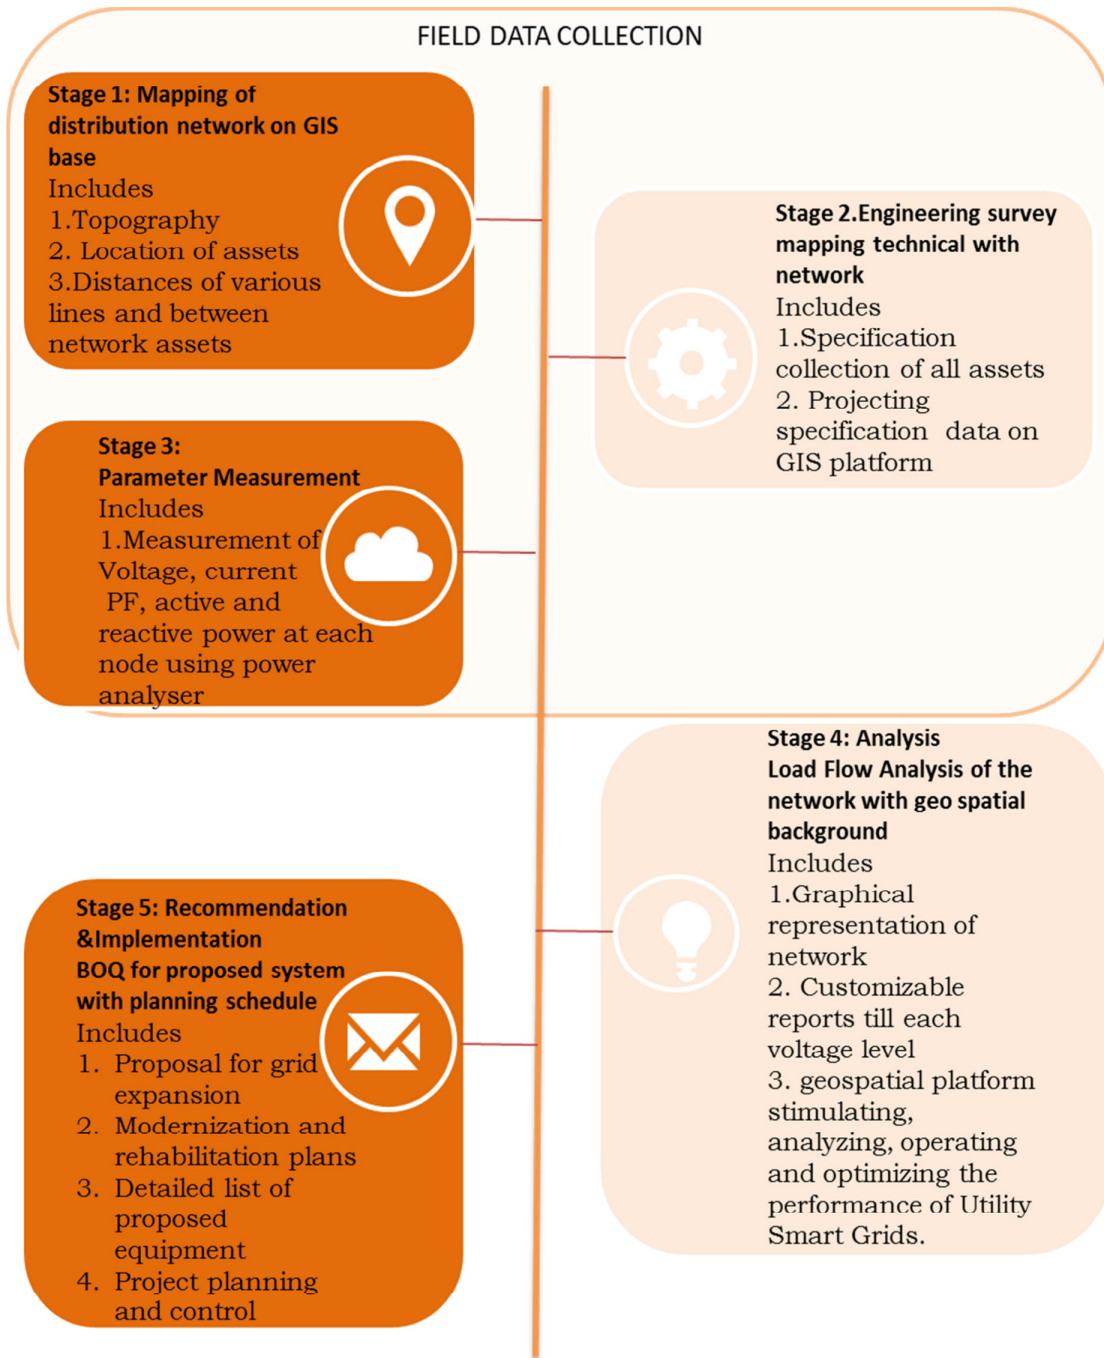 FIELD DATA COLLECTION
Stage 1: Mapping of
distribution network on GIS
base
Includes
1.Topography
2. Location of assets
3.Distances of various
lines and between
network assets
Stage 2.Engineering survey
mapping technical with
network
Includes
1.Specification
collection of all assets
2. Projecting
specification data on
GIS platform
Stage 3:
Parameter Measurement
Includes
1.Measurement of
Voltage, current
PF, active and
reactive power at each
node using power
analyser
Stage 4: Analysis
Load Flow Analysis of the
network with geo spatial
background
Includes
1.Graphical
representation of
network
2. Customizable
reports till each
voltage level
3. geospatial platform
stimulating,
analyzing, operating
and optimizing the
performance of Utility
Smart Grids.
Stage 5: Recommendation
&Implementation
BOQ for proposed system
with planning schedule
Includes
1. Proposal for grid
expansion
2. Modernization and
rehabilitation plans
3. Detailed list of
proposed
equipment
4. Project planning
and control